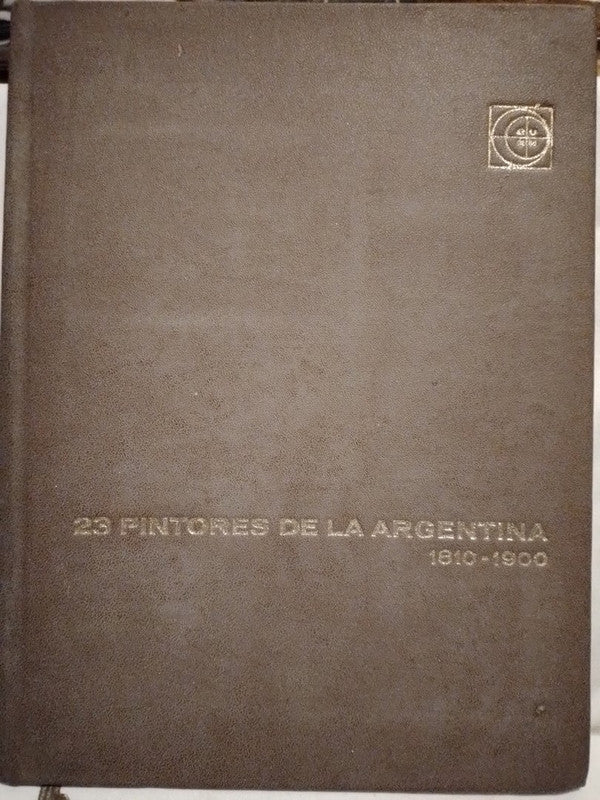 23 PINTORES DE LA ARGENTINA
1810-1900